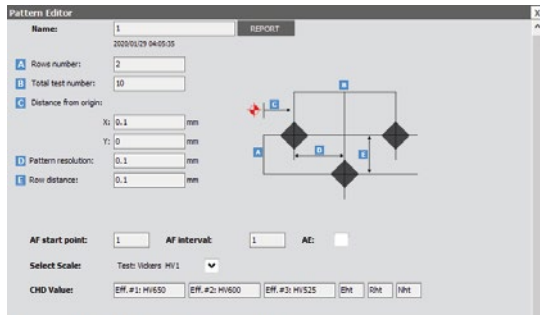 Pattern Editor X
Name: 1 REPORT
2020/01/29 04:05:35
A Rows number: 2
B Total test number: 10
C Distance from origin:
X: 0.1 mm
Y: 0 mm
D Pattern resolution: 0.1 mm
E Row distance: 0.1 mm
B
C
A D E
AF start point: 1 AF interval: 1 AE:
Select Scale: Test: Vickers HV1
CHD Value: Eff.#1: HV650 Eff.#2: HV600 Eff.#3: HV525 Eht Rht Nht